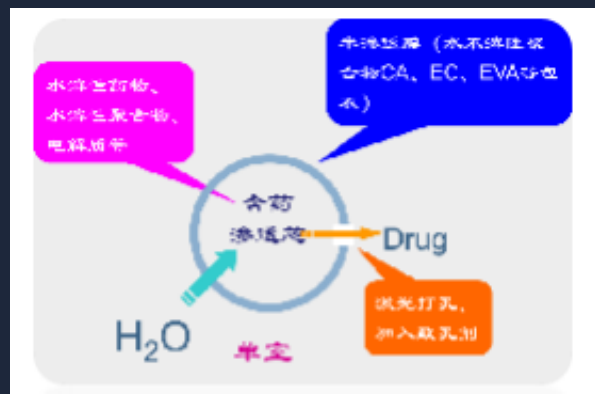 半渗透膜（水不溶性聚
合物CA、EC、EVA等包
衣）
水溶性药物、
水溶性聚合物、
电解质等
含药
渗透芯
Drug
激光打孔、
加入致孔剂
H₂O
单室